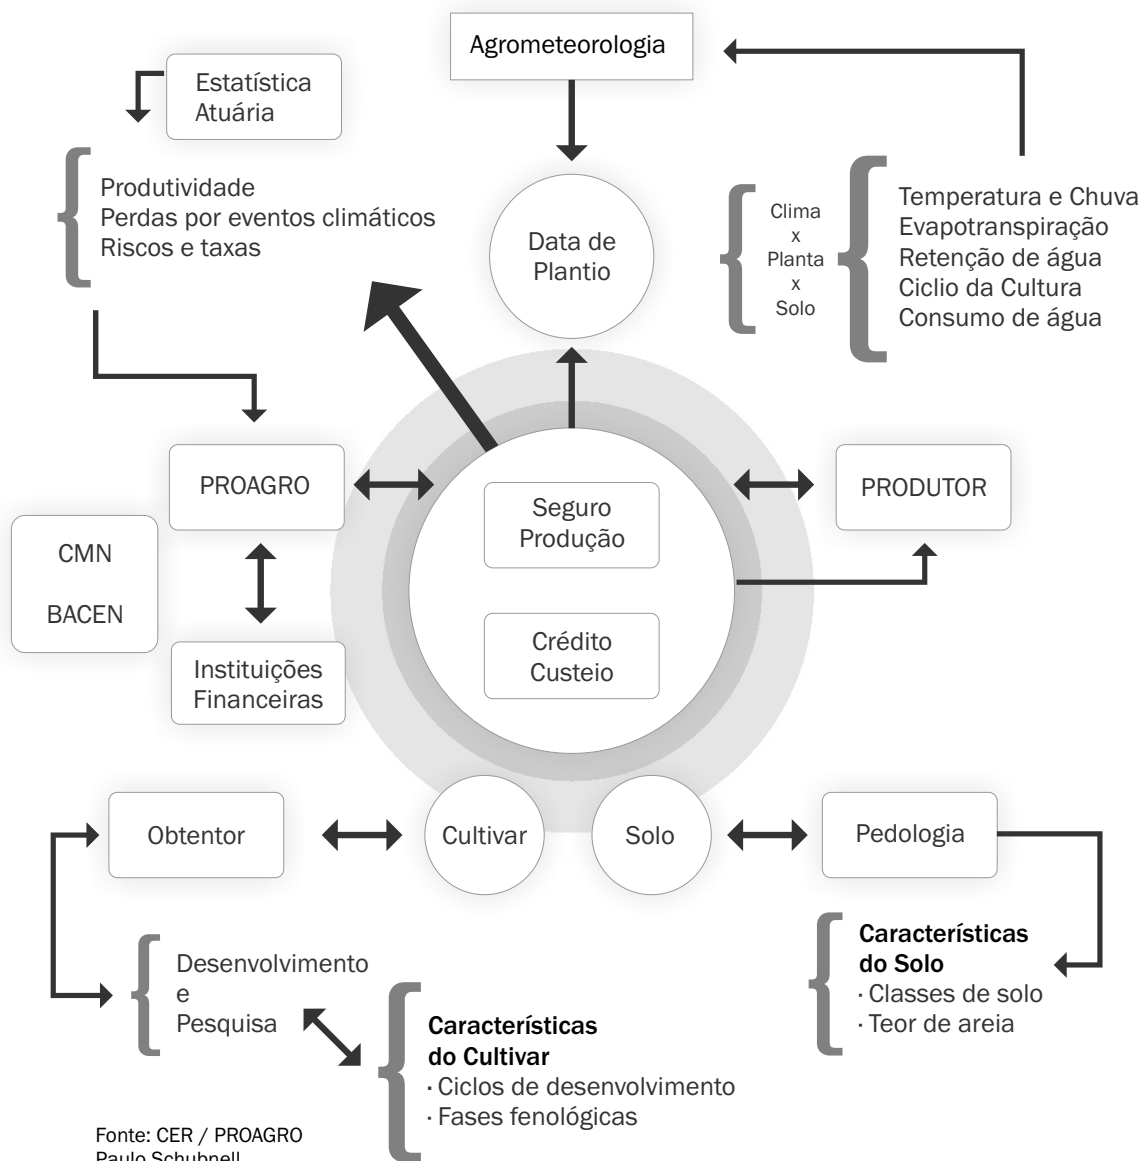 Agrometeorologia
Estatística
Atuária
Produtividade
Perdas por eventos climáticos
Riscos e taxas
Data de
Plantio
Clima
x
Planta
x
Solo
Temperatura e Chuva
Evapotranspiração
Retenção de água
Ciclio da Cultura
Consumo de água
PROAGRO
Seguro
Produção
PRODUTOR
CMN
BACEN
Crédito
Custeio
Instituições
Financeiras
Obtentor
Cultivar
Solo
Pedologia
Desenvolvimento
e
Pesquisa
Características
do Cultivar
· Ciclos de desenvolvimento
· Fases fenológicas
Características
do Solo
· Classes de solo
· Teor de areia
Fonte: CER / PROAGRO
Paulo Schubnell